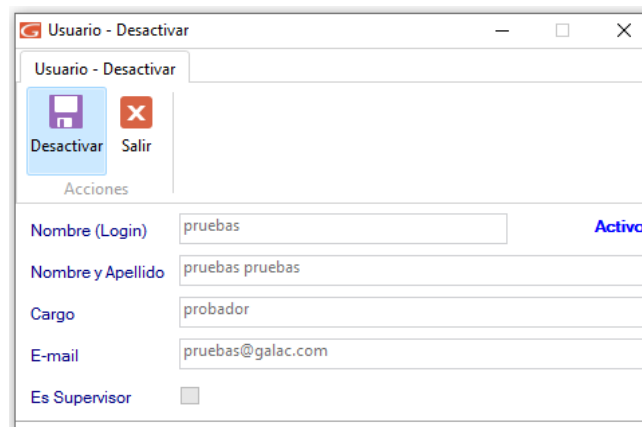 Usuario - Desactivar
Usuario - Desactivar
Desactivar Salir
Acciones
Nombre (Login) pruebas Activo
Nombre y Apellido pruebas pruebas
Cargo probador
E-mail pruebas@galac.com
Es Supervisor